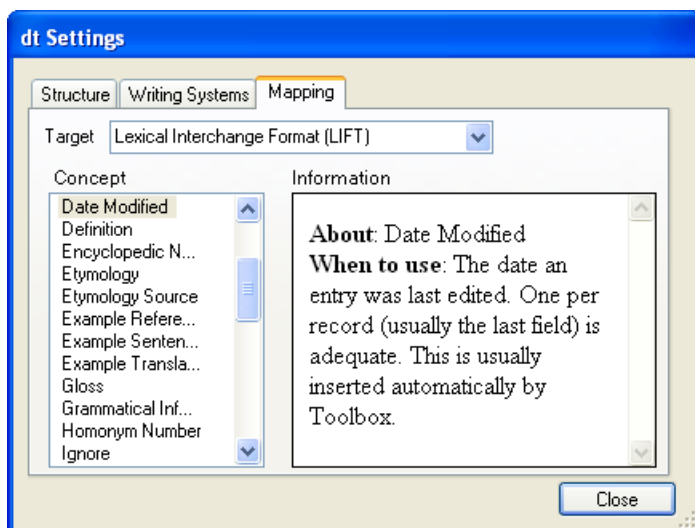 dt Settings
Structure Writing Systems Mapping
Target Lexical Interchange Format (LIFT)
Concept
Date Modified
Definition
Encyclopedic N...
Etymology
Etymology Source
Example Refere...
Example Senten...
Example Transla...
Gloss
Grammatical Inf...
Homonym Number
Ignore
Information
About: Date Modified
When to use: The date an
entry was last edited. One per
record (usually the last field) is
adequate. This is usually
inserted automatically by
Toolbox.
Close